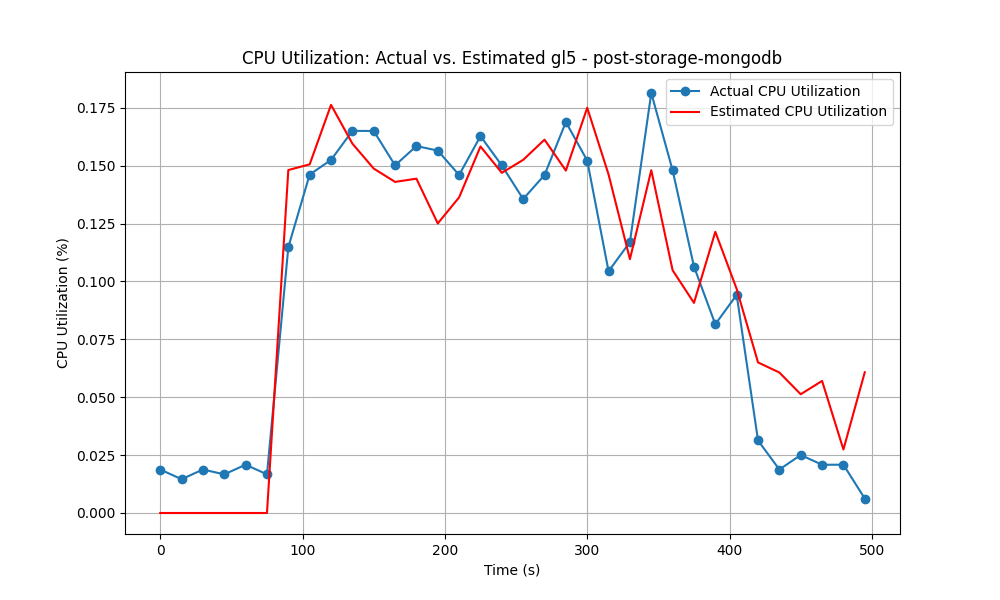 CPU Utilization: Actual vs. Estimated gl5 - post-storage-mongodb
Actual CPU Utilization
Estimated CPU Utilization
CPU Utilization (%)
0.175
0.150
0.125
0.100
0.075
0.050
0.025
0.000
0 100 200 300 400 500
Time (s)